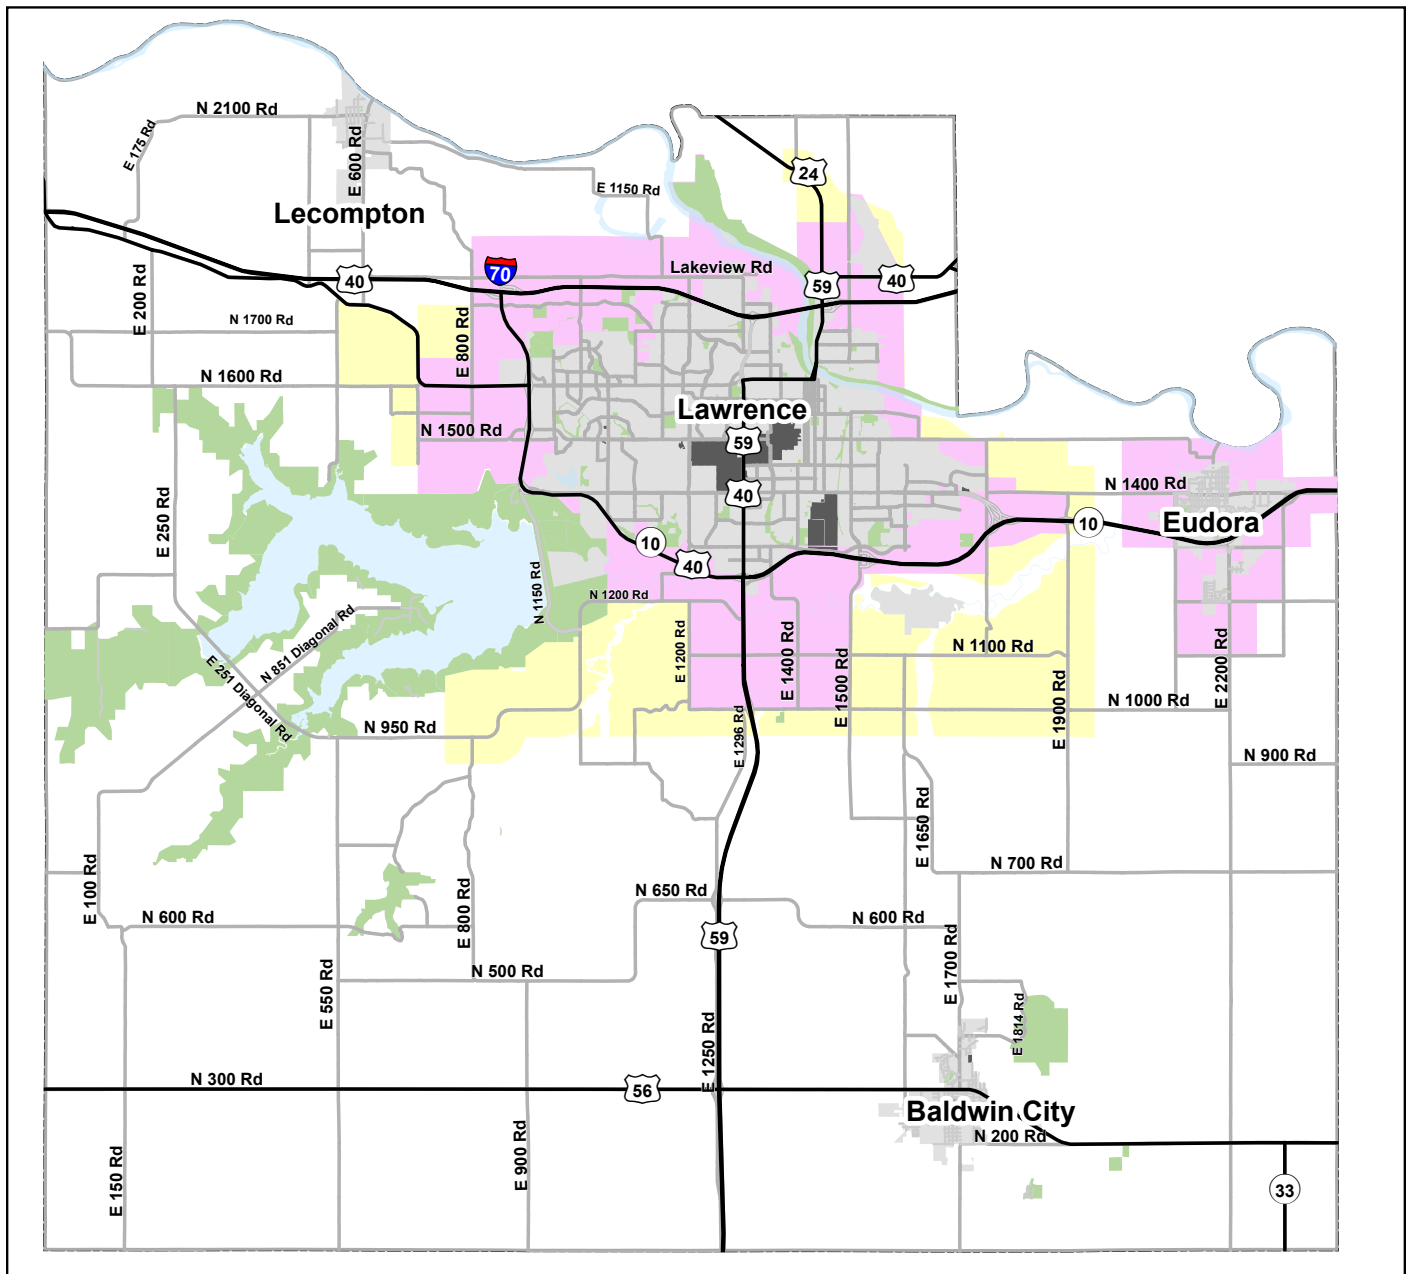 N 2100 Rd
E 175 Rd
E 600 Rd
24
E 1150 Rd
Lecompton
Lakeview Rd
70
40
59
40
E 200 Rd
N 1700 Rd
E 800 Rd
N 1600 Rd
Lawrence
N 1500 Rd
59
N 1400 Rd
40
E 250 Rd
10
Eudora
10
40
N 1150 Rd
N 1200 Rd
N 851 Diagonal Rd
E 1200 Rd
E 1400 Rd
N 1100 Rd
E 251 Diagonal Rd
E 1500 Rd
E 1900 Rd
E 2200 Rd
N 1000 Rd
N 950 Rd
E 1296 Rd
N 900 Rd
E 1650 Rd
N 700 Rd
E 100 Rd
N 650 Rd
N 600 Rd
E 800 Rd
N 600 Rd
59
N 500 Rd
E 550 Rd
E 1700 Rd
E 1814 Rd
E 1250 Rd
N 300 Rd
56
Baldwin City
N 200 Rd
E 150 Rd
E 900 Rd
33